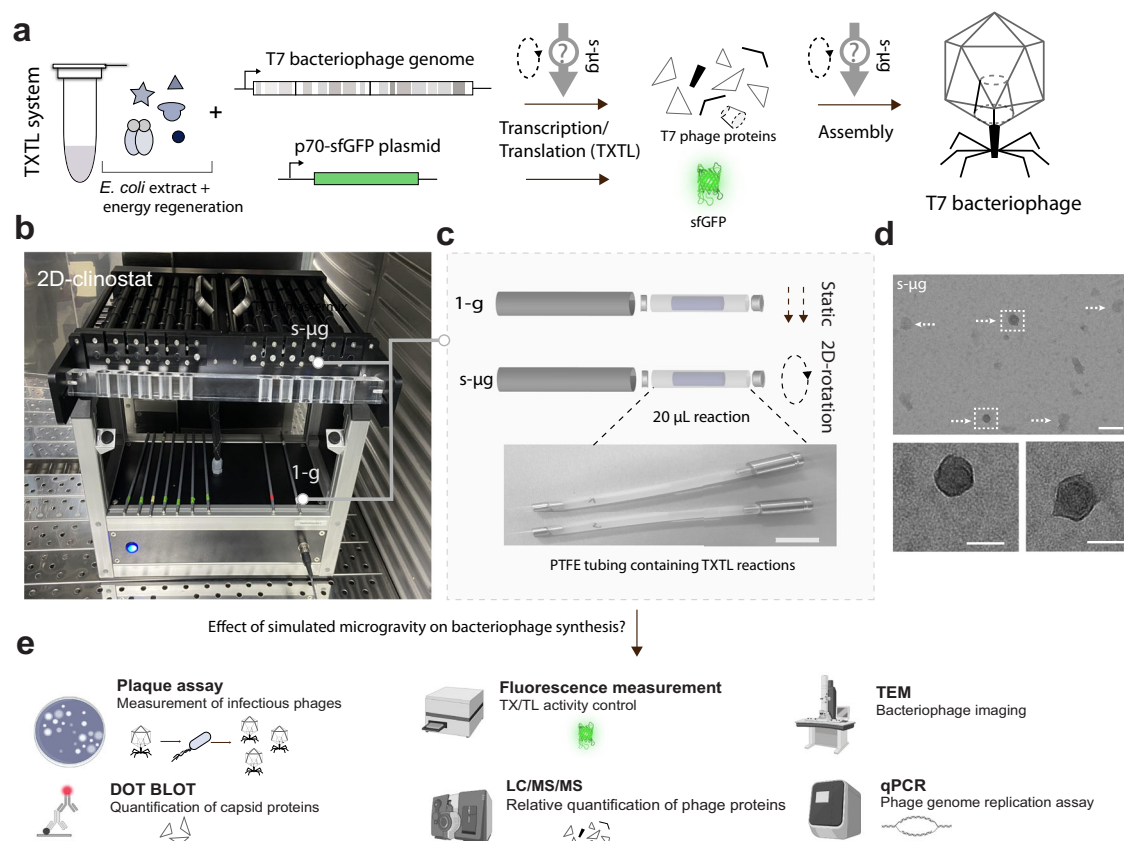 a
TXTL system
E. coli extract +
energy regeneration
+
T7 bacteriophage genome
p70-sfGFP plasmid
?
s-µg
Transcription/
Translation (TXTL)
T7 phage proteins
sfGFP
?
s-µg
Assembly
T7 bacteriophage
b
2D-clinostat
s-µg
1-g
c
1-g
s-µg
Static
2D-rotation
20 µL reaction
PTFE tubing containing TXTL reactions
d
s-µg
Effect of simulated microgravity on bacteriophage synthesis?
e
Plaque assay
Measurement of infectious phages
Fluorescence measurement
TX/TL activity control
TEM
Bacteriophage imaging
DOT BLOT
Quantification of capsid proteins
LC/MS/MS
Relative quantification of phage proteins
qPCR
Phage genome replication assay